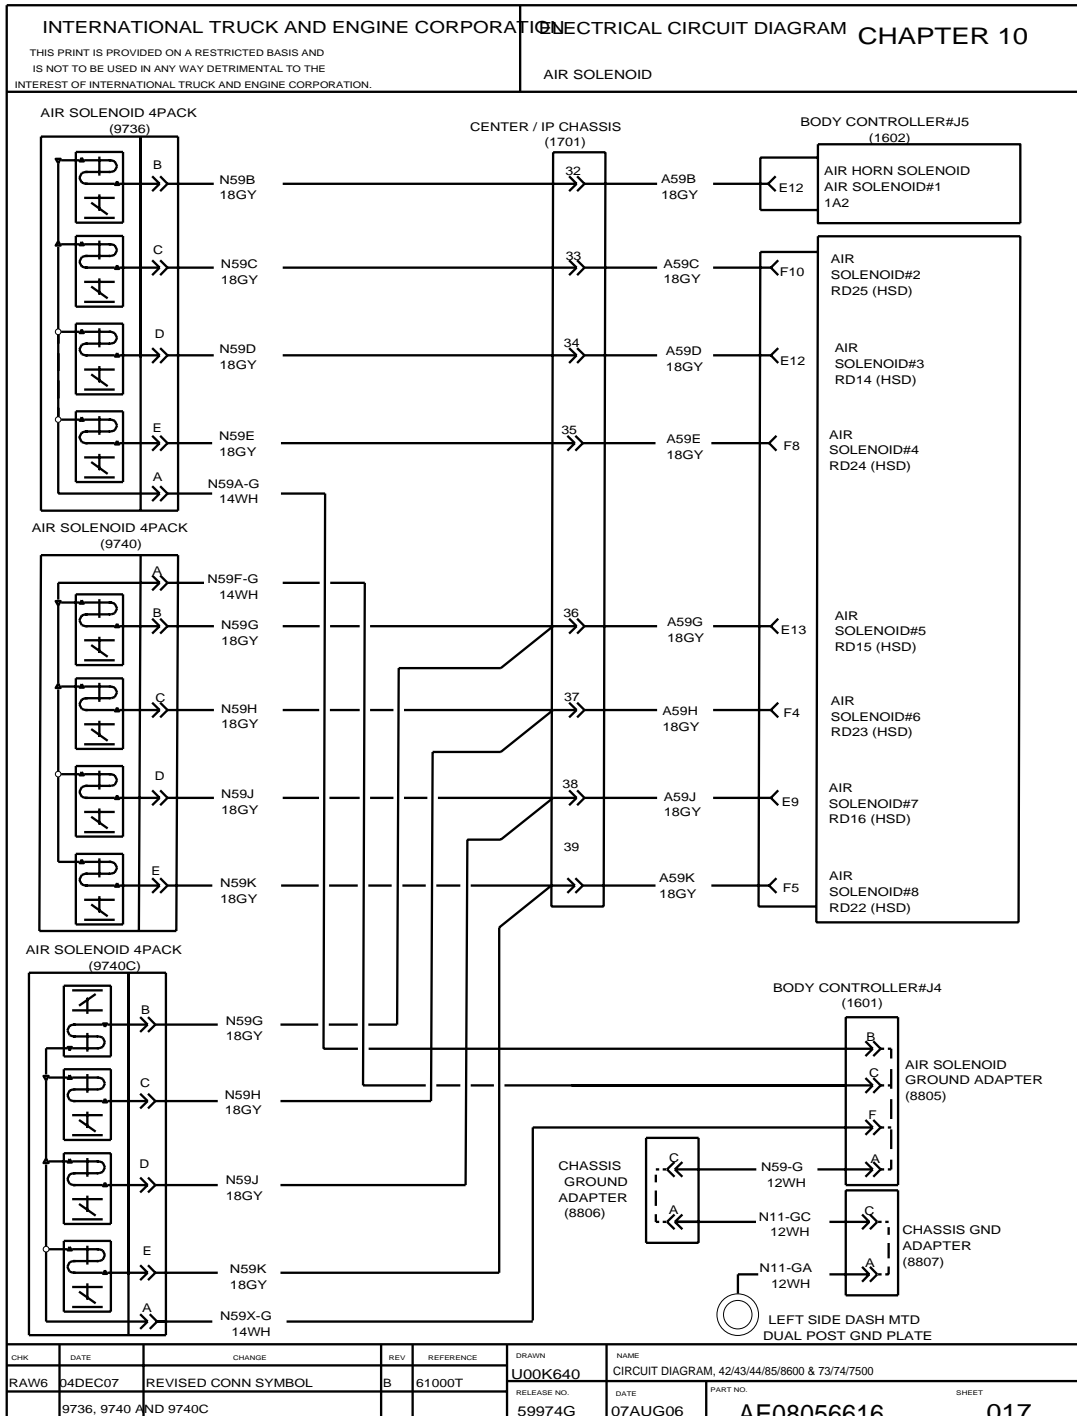 INTERNATIONAL TRUCK AND ENGINE CORPORATION
THIS PRINT IS PROVIDED ON A RESTRICTED BASIS AND
IS NOT TO BE USED IN ANY WAY DETRIMENTAL TO THE
INTEREST OF INTERNATIONAL TRUCK AND ENGINE CORPORATION.
ELECTRICAL CIRCUIT DIAGRAM
CHAPTER 10
AIR SOLENOID
AIR SOLENOID 4PACK
(9736)
CENTER / IP CHASSIS
(1701)
BODY CONTROLLER#J5
(1602)
B
N59B
18GY
32
A59B
18GY
E12
AIR HORN SOLENOID
AIR SOLENOID#1
1A2
C
N59C
18GY
33
A59C
18GY
F10
AIR
SOLENOID#2
RD25 (HSD)
D
N59D
18GY
34
A59D
18GY
E12
AIR
SOLENOID#3
RD14 (HSD)
E
N59E
18GY
35
A59E
18GY
F8
AIR
SOLENOID#4
RD24 (HSD)
A
N59A-G
14WH
AIR SOLENOID 4PACK
(9740)
A
N59F-G
14WH
B
N59G
18GY
36
A59G
18GY
E13
AIR
SOLENOID#5
RD15 (HSD)
C
N59H
18GY
37
A59H
18GY
F4
AIR
SOLENOID#6
RD23 (HSD)
D
N59J
18GY
38
A59J
18GY
E9
AIR
SOLENOID#7
RD16 (HSD)
39
E
N59K
18GY
A59K
18GY
F5
AIR
SOLENOID#8
RD22 (HSD)
AIR SOLENOID 4PACK
(9740C)
B
N59G
18GY
C
N59H
18GY
D
N59J
18GY
E
N59K
18GY
A
N59X-G
14WH
BODY CONTROLLER#J4
(1601)
B
C
F
A
AIR SOLENOID
GROUND ADAPTER
(8805)
CHASSIS
GROUND
ADAPTER
(8806)
C
N59-G
12WH
A
N11-GC
12WH
C
A
N11-GA
12WH
CHASSIS GND
ADAPTER
(8807)
LEFT SIDE DASH MTD
DUAL POST GND PLATE
CHK DATE CHANGE REV REFERENCE
RAW6 04DEC07 REVISED CONN SYMBOL B 61000T
9736, 9740 AND 9740C
DRAWN
U00K640
NAME
CIRCUIT DIAGRAM, 42/43/44/85/8600 & 73/74/7500
RELEASE NO.
59974G
DATE
07AUG06
PART NO.
AE08056616
SHEET
017